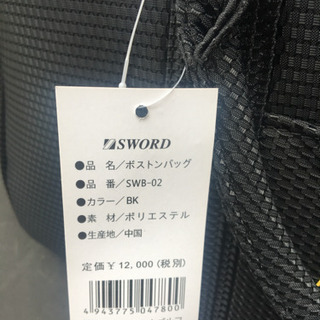 SWORD
●品 名／ボストンバッグ
●品 番／SWB-02
●カラー／BK
●素 材／ポリエステル
●生産地／中国
定価￥12,000(税別)
4943775047800